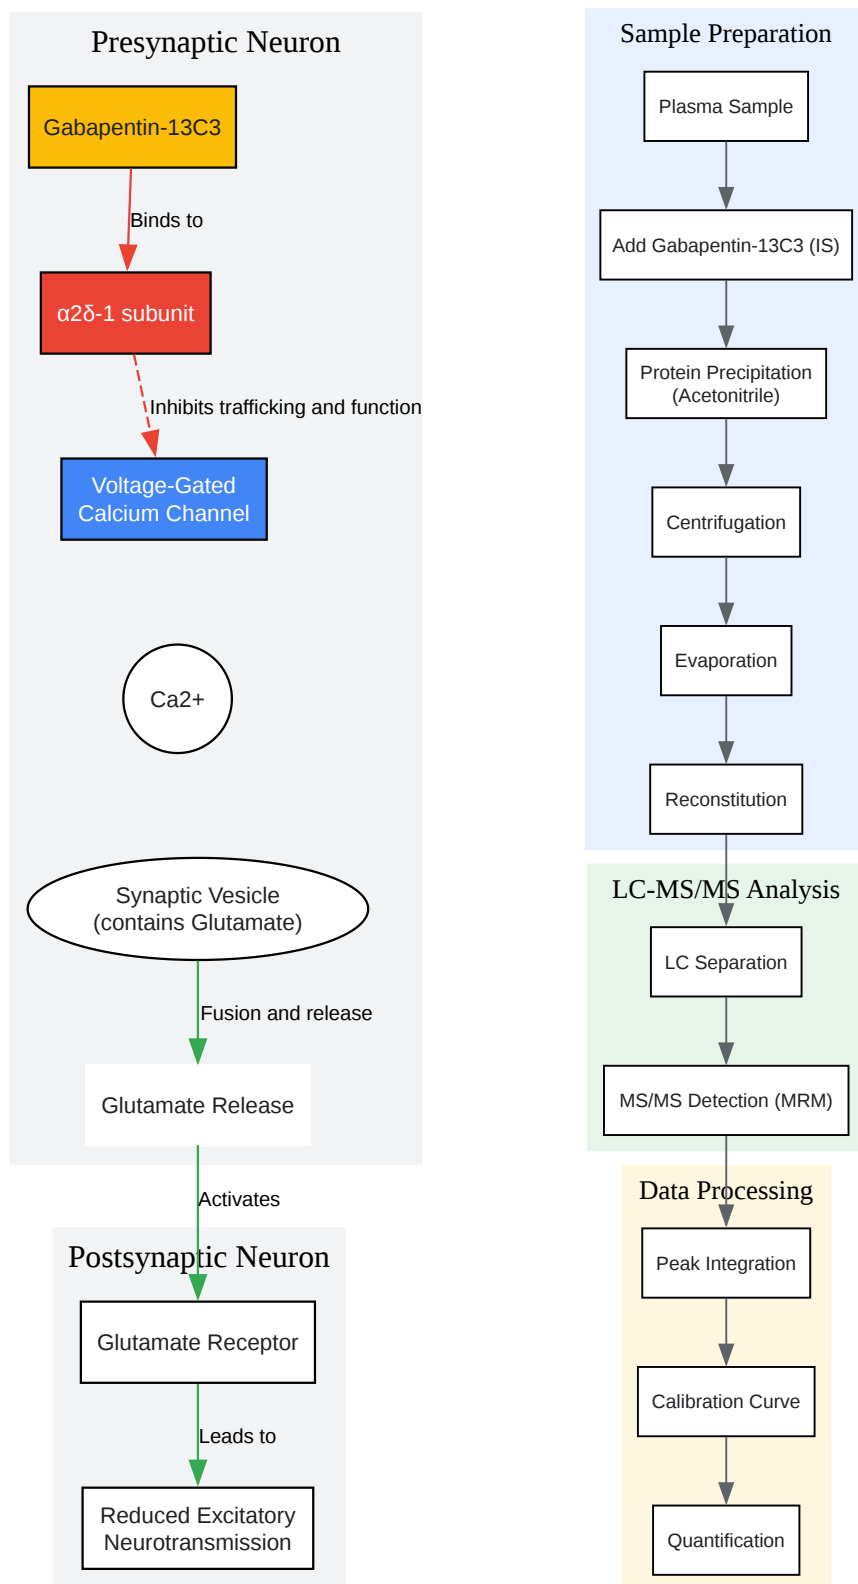 Presynaptic Neuron
Gabapentin-13C3
Binds to
α2δ-1 subunit
Inhibits trafficking and function
Voltage-Gated
Calcium Channel
Ca2+
Synaptic Vesicle
(contains Glutamate)
Fusion and release
Glutamate Release
Activates
Postsynaptic Neuron
Glutamate Receptor
Leads to
Reduced Excitatory
Neurotransmission
Sample Preparation
Plasma Sample
Add Gabapentin-13C3 (IS)
Protein Precipitation
(Acetonitrile)
Centrifugation
Evaporation
Reconstitution
LC-MS/MS Analysis
LC Separation
MS/MS Detection (MRM)
Data Processing
Peak Integration
Calibration Curve
Quantification